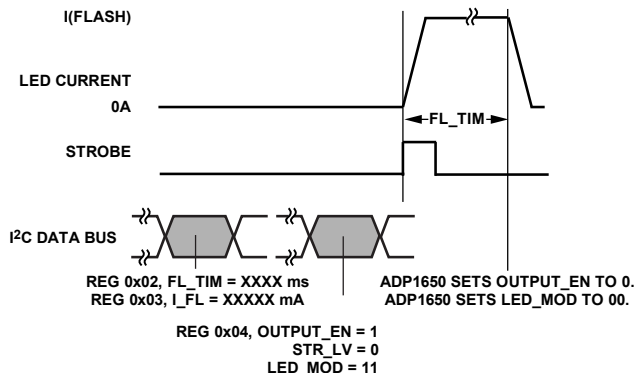 I(FLASH)
LED CURRENT
0A
FL_TIM
STROBE
I2C DATA BUS
REG 0x02, FL_TIM = XXXX ms
REG 0x03, I_FL = XXXXX mA
ADP1650 SETS OUTPUT_EN TO 0.
ADP1650 SETS LED_MOD TO 00.
REG 0x04, OUTPUT_EN = 1
STR_LV = 0
LED_MOD = 11